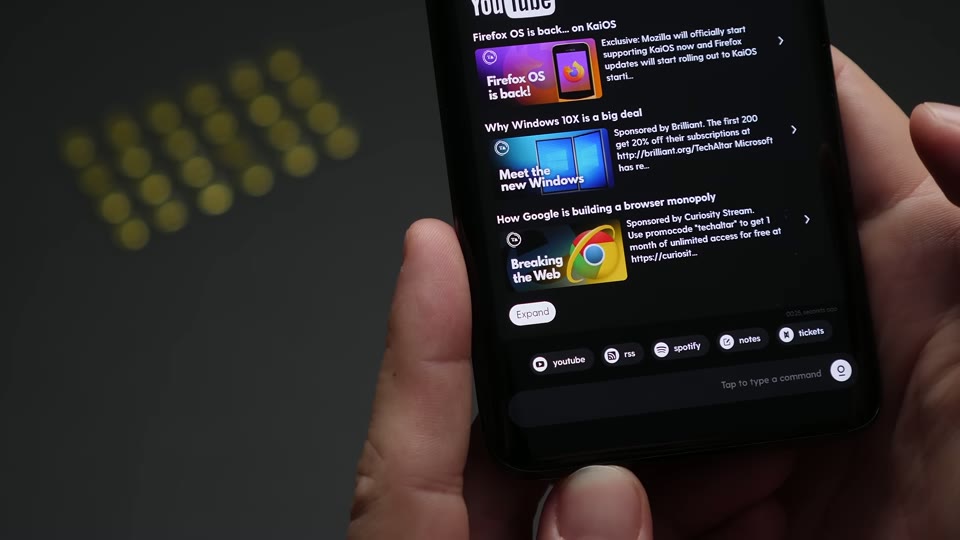 YouTube
Firefox OS is back... on KaiOS
Firefox OS
is back!
Exclusive: Mozilla will officially start
supporting KaiOS now and Firefox
updates will start rolling out to KaiOS
starti...
Why Windows 10X is a big deal
Meet the
new Windows
Sponsored by Brilliant. The first 200
get 20% off their subscriptions at
http://brilliant.org/TechAltar Microsoft
has re...
How Google is building a browser monopoly
Breaking
the Web
Sponsored by Curiosity Stream.
Use promocode "techaltar" to get 1
month of unlimited access for free at
https://curiosit...
Expand
seconds ago
youtube
rss
spotify
notes
tickets
Tap to type a command